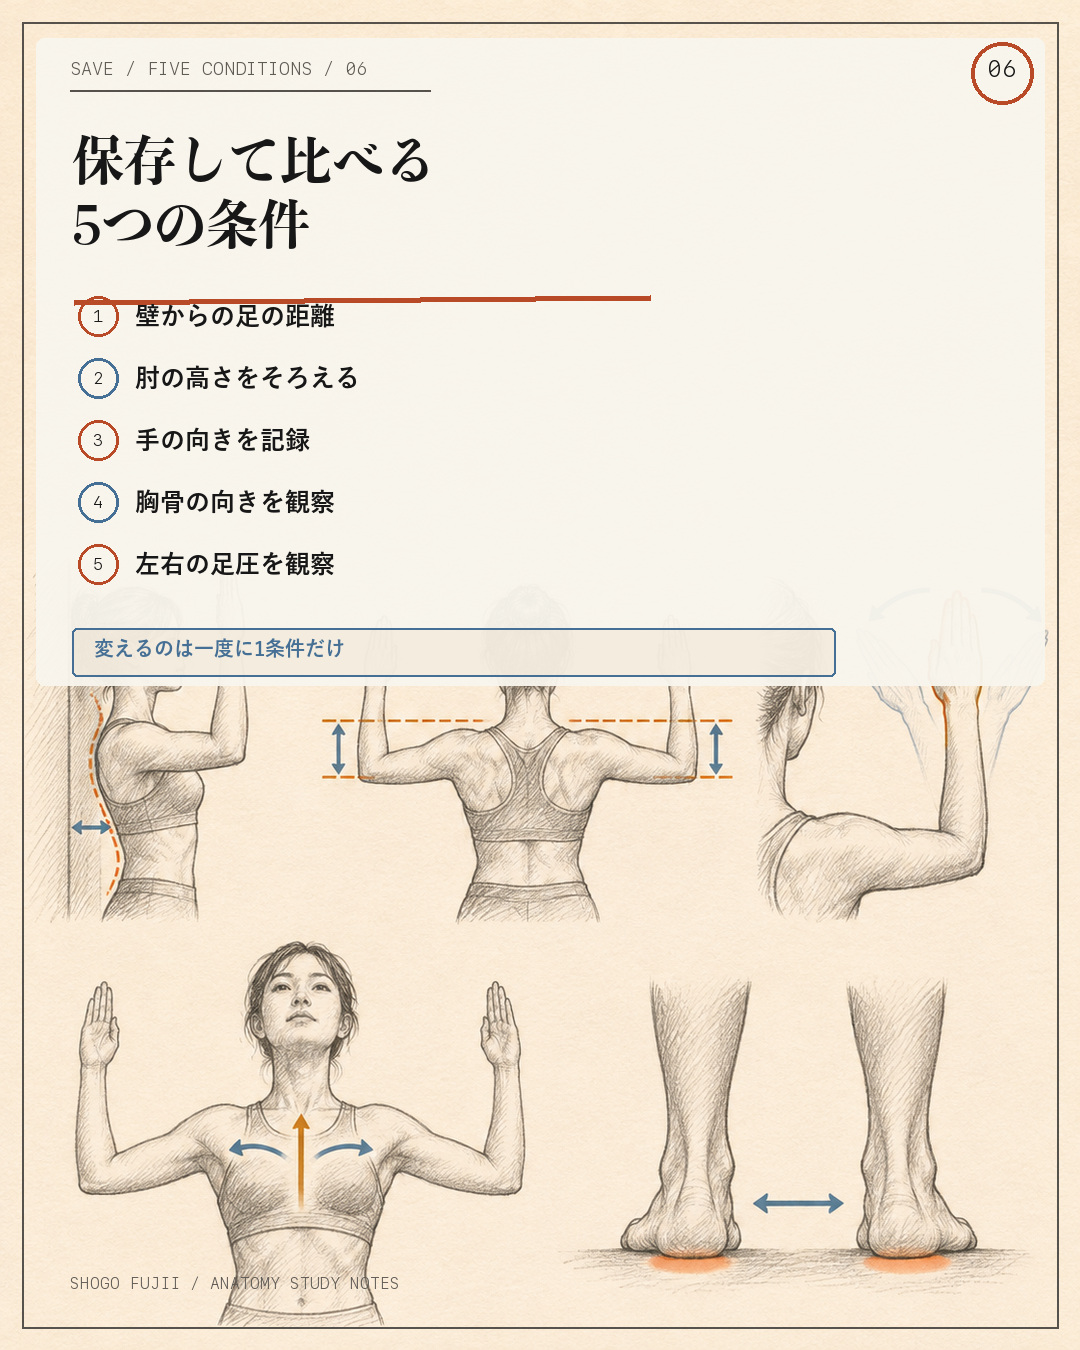 SAVE / FIVE CONDITIONS / 06
06
保存して比べる
5つの条件
1 壁からの足の距離
2 肘の高さをそろえる
3 手の向きを記録
4 胸骨の向きを観察
5 左右の足圧を観察
変えるのは一度に1条件だけ
SHOGO FUJII / ANATOMY STUDY NOTES